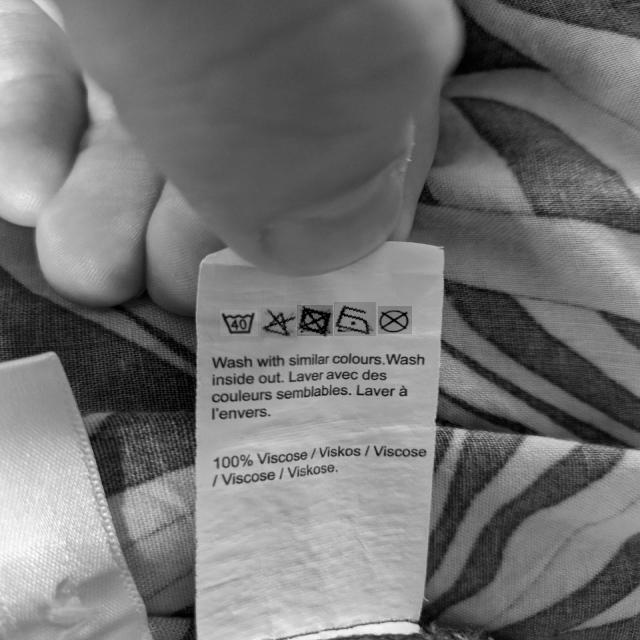 40
Wash with similar colours.Wash
inside out. Laver avec des
couleurs semblables. Laver à
l'envers.
100% Viscose / Viskos / Viscose
/ Viscose / Viskose.